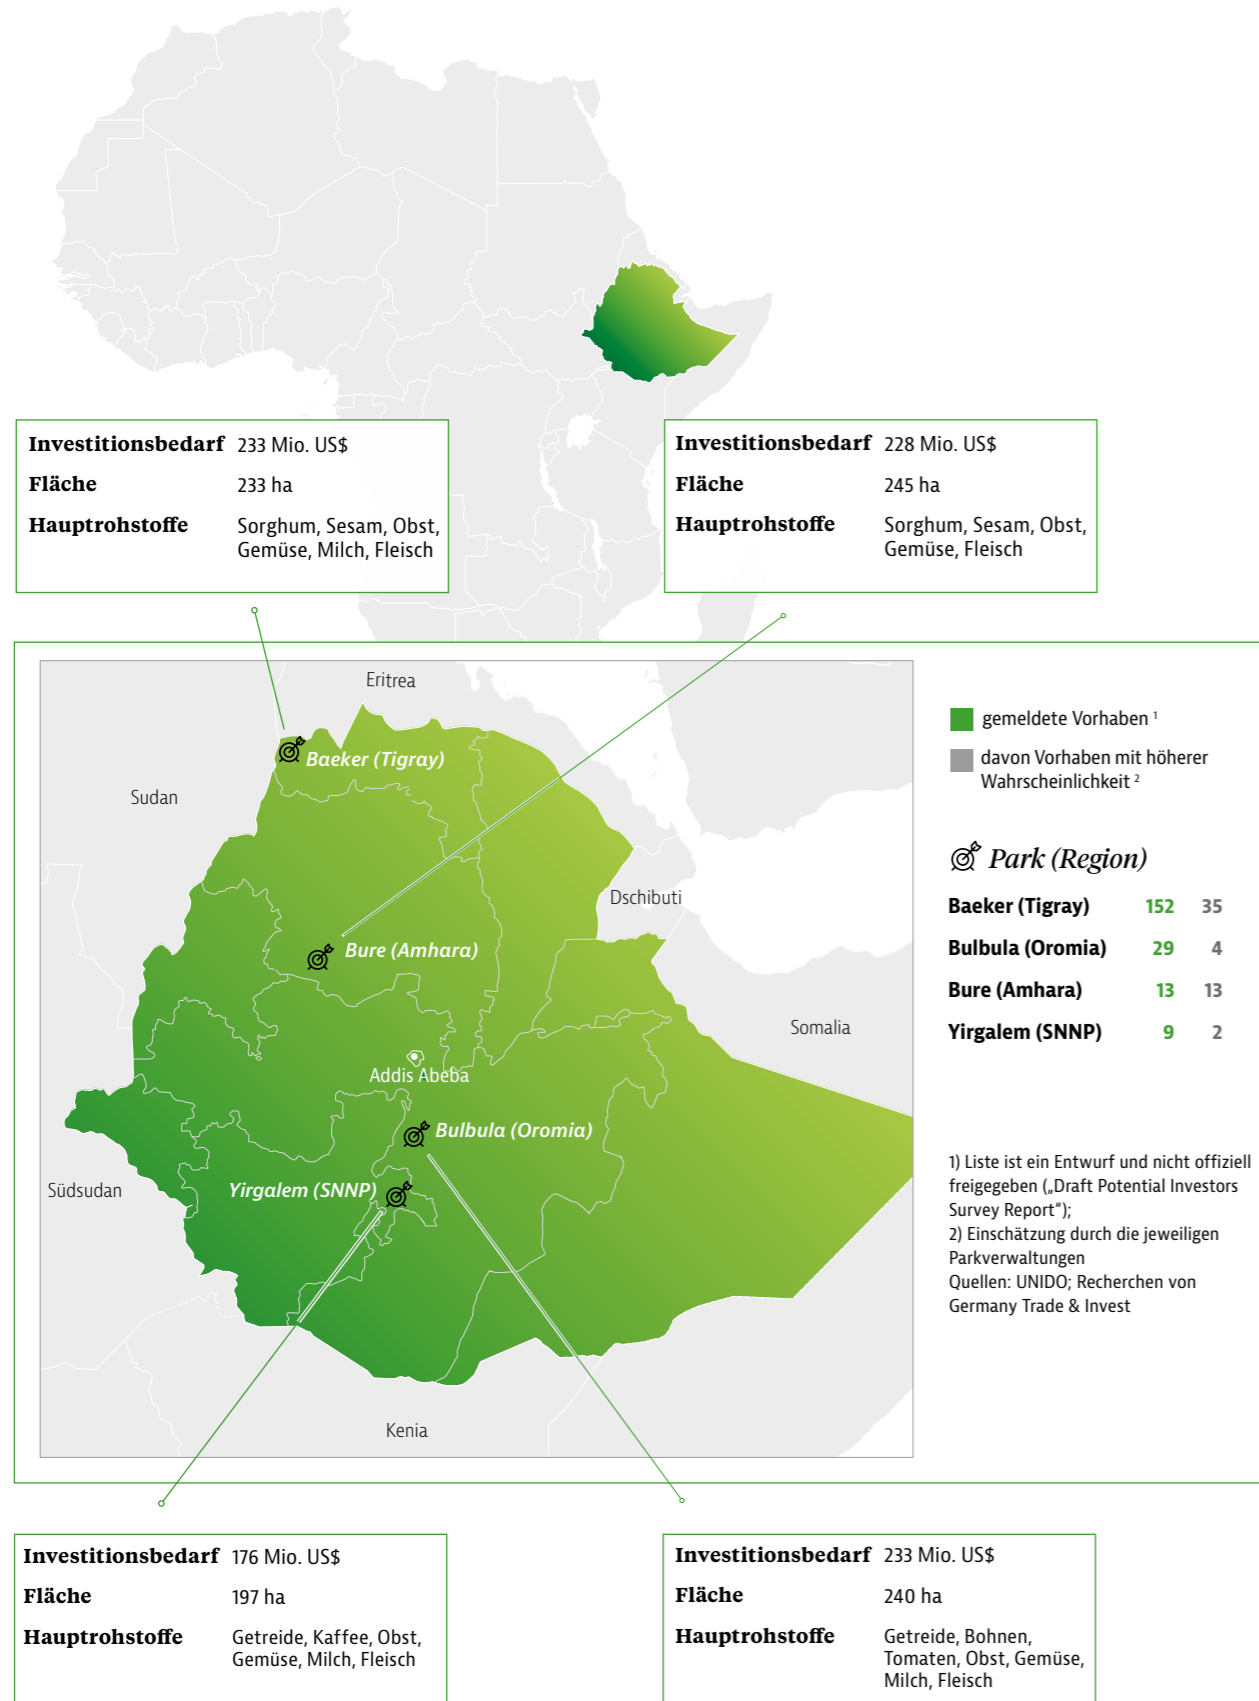 Investitionsbedarf 233 Mio. US$
Fläche 233 ha
Hauptrohstoffe Sorghum, Sesam, Obst,
Gemüse, Milch, Fleisch
Investitionsbedarf 228 Mio. US$
Fläche 245 ha
Hauptrohstoffe Sorghum, Sesam, Obst,
Gemüse, Fleisch
Eritrea
Baeker (Tigray)
Sudan
Dschibuti
Bure (Amhara)
Somalia
Addis Abeba
Bulbula (Oromia)
Yirgalem (SNNP)
Südsudan
Kenia
gemeldete Vorhaben ¹
davon Vorhaben mit höherer
Wahrscheinlichkeit ²
Park (Region)
Baeker (Tigray) 152 35
Bulbula (Oromia) 29 4
Bure (Amhara) 13 13
Yirgalem (SNNP) 9 2
1) Liste ist ein Entwurf und nicht offiziell
freigegeben („Draft Potential Investors
Survey Report“);
2) Einschätzung durch die jeweiligen
Parkverwaltungen
Quellen: UNIDO; Recherchen von
Germany Trade & Invest
Investitionsbedarf 176 Mio. US$
Fläche 197 ha
Hauptrohstoffe Getreide, Kaffee, Obst,
Gemüse, Milch, Fleisch
Investitionsbedarf 233 Mio. US$
Fläche 240 ha
Hauptrohstoffe Getreide, Bohnen,
Tomaten, Obst, Gemüse,
Milch, Fleisch